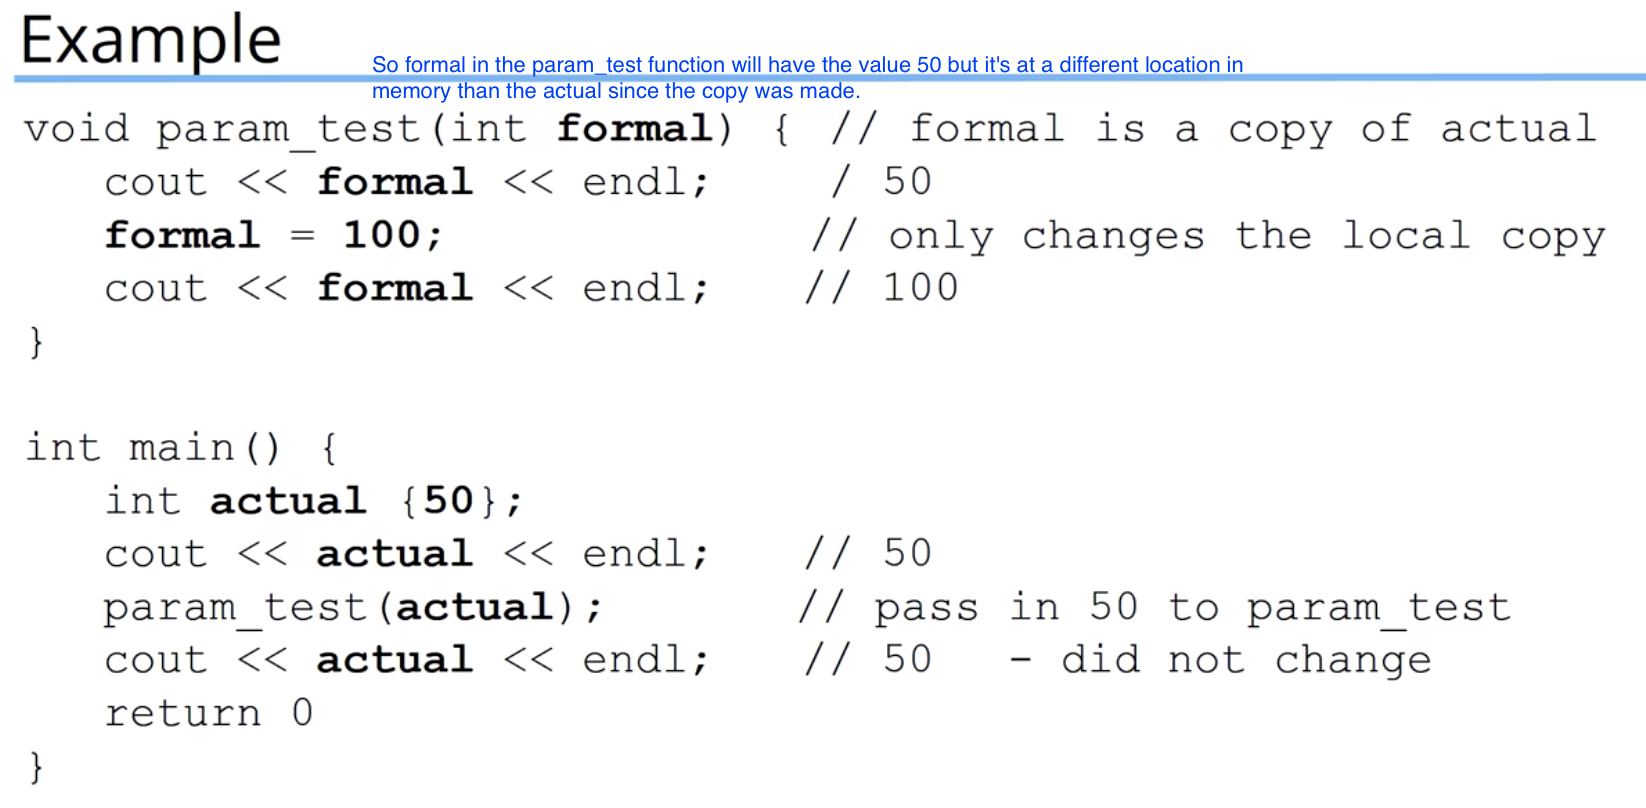 Example
So formal in the param_test function will have the value 50 but it's at a different location in
memory than the actual since the copy was made.
void param_test(int formal) { // formal is a copy of actual
    cout << formal << endl;    / 50
    formal = 100;              // only changes the local copy
    cout << formal << endl;    // 100
}
int main() {
    int actual {50};
    cout << actual << endl;    // 50
    param_test(actual);        // pass in 50 to param_test
    cout << actual << endl;    // 50   - did not change
    return 0
}